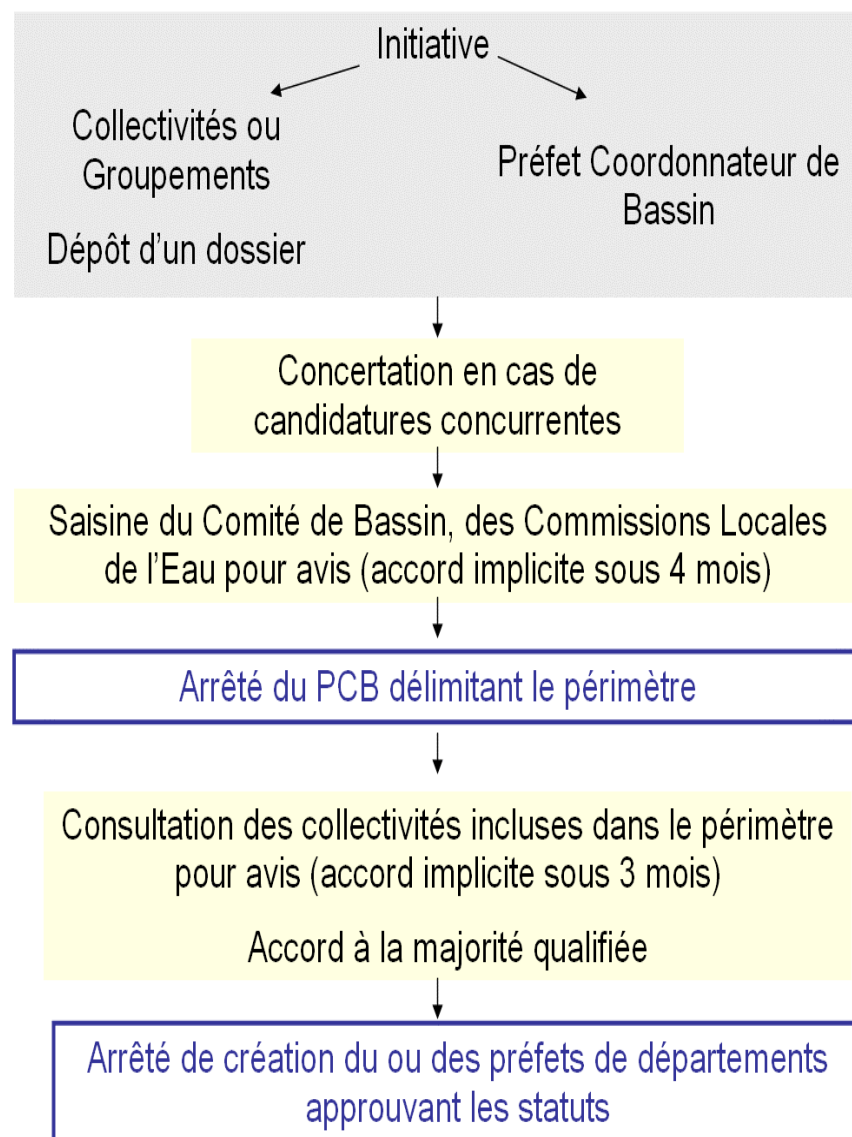 Initiative
Collectivités ou
Groupements
Dépôt d'un dossier
Préfet Coordonnateur de
Bassin
Concertation en cas de
candidatures concurrentes
Saisine du Comité de Bassin, des Commissions Locales
de l'Eau pour avis (accord implicite sous 4 mois)
Arrêté du PCB délimitant le périmètre
Consultation des collectivités incluses dans le périmètre
pour avis (accord implicite sous 3 mois)
Accord à la majorité qualifiée
Arrêté de création du ou des préfets de départements
approuvant les statuts